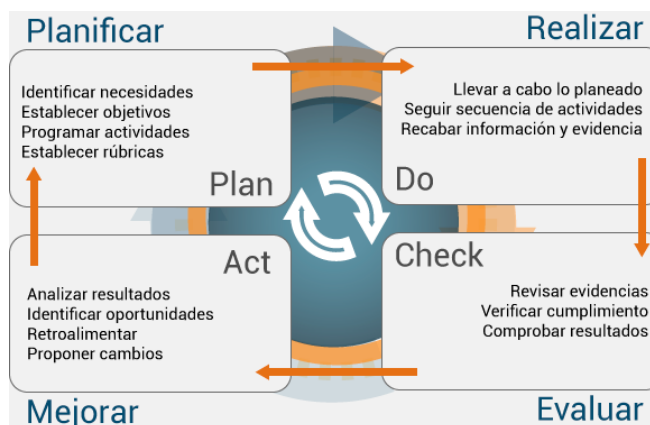 Planificar
Realizar
Identificar necesidades
Establecer objetivos
Programar actividades
Establecer rúbricas
Plan
Llevar a cabo lo planeado
Seguir secuencia de actividades
Recabar información y evidencia
Do
Act
Analizar resultados
Identificar oportunidades
Retroalimentar
Proponer cambios
Check
Revisar evidencias
Verificar cumplimiento
Comprobar resultados
Mejorar
Evaluar